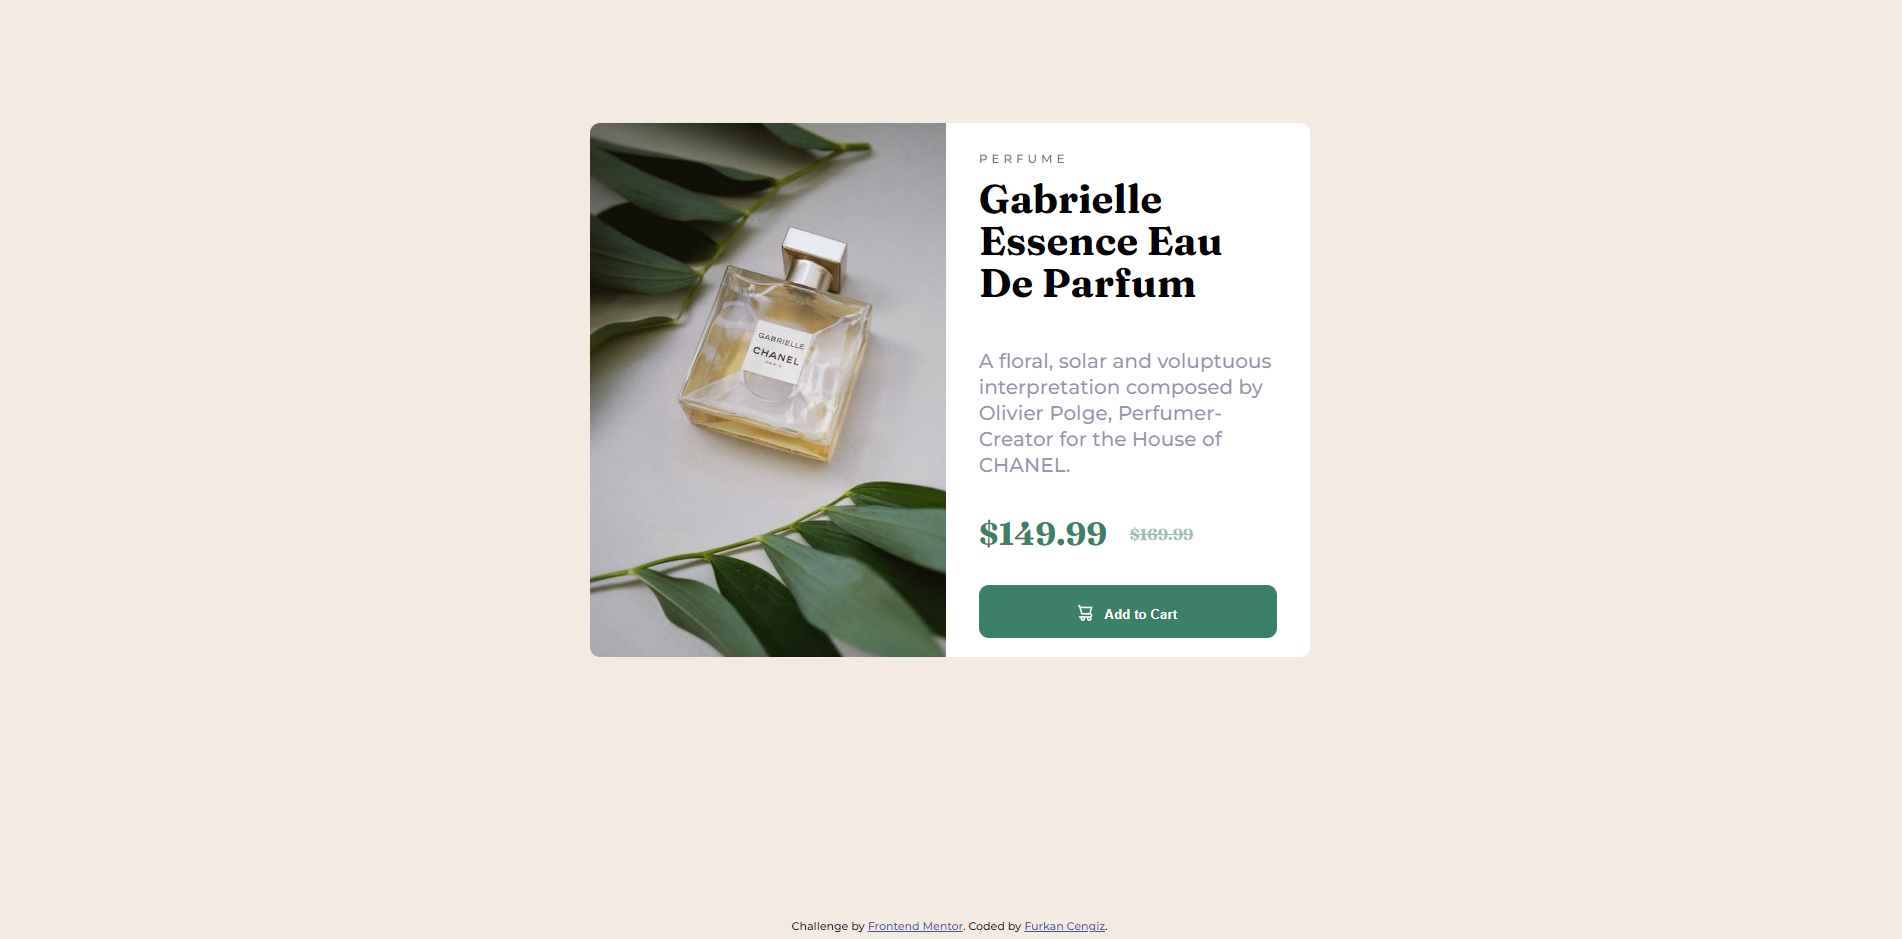 PERFUME
Gabrielle
Essence Eau
De Parfum
GABRIELLE
CHANEL
PARIS
A floral, solar and voluptuous
interpretation composed by
Olivier Polge, Perfumer-
Creator for the House of
CHANEL.
$149.99 $169.99
Add to Cart
Challenge by Frontend Mentor. Coded by Furkan Cengiz.